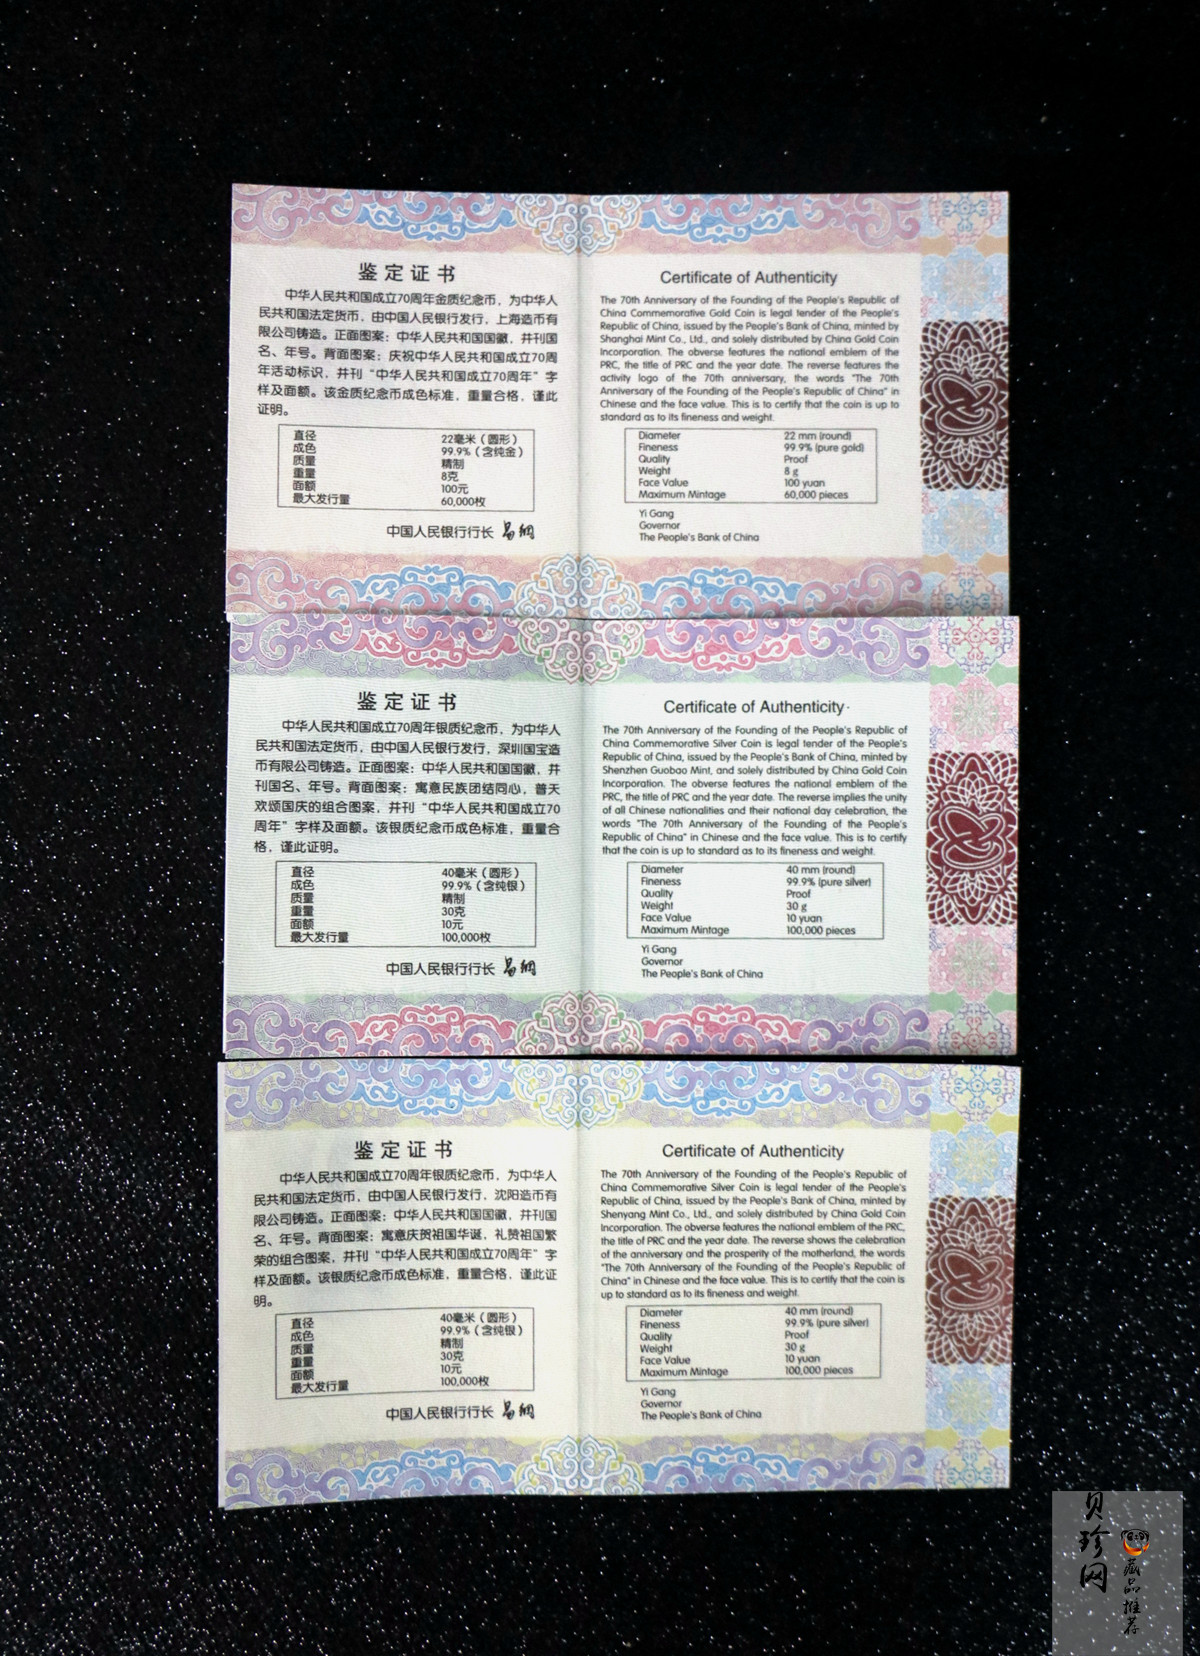 鉴定证书
中华人民共和国成立70周年金质纪念币，为中华人
民共和国法定货币，由中国人民银行发行，上海造币有
限公司铸造。正面图案：中华人民共和国国徽，并刊国
名、年号。背面图案：庆祝中华人民共和国成立70周
年活动标识，并刊“中华人民共和国成立70周年”字
样及面额。该金质纪念币成色标准，重量合格，谨此
证明。
直径 22毫米（圆形）
成色 99.9%（含纯金）
质量 精制
重量 8克
面额 100元
最大发行量 60,000枚
中国人民银行行长 易纲
Certificate of Authenticity
The 70th Anniversary of the Founding of the People's Republic of
China Commemorative Gold Coin is legal tender of the People's
Republic of China, issued by the People's Bank of China, minted by
Shanghai Mint Co., Ltd., and solely distributed by China Gold Coin
Incorporation. The obverse features the national emblem of the
PRC, the title of PRC and the year date. The reverse features the
activity logo of the 70th anniversary, the words "The 70th
Anniversary of the Founding of the People's Republic of China" in
Chinese and the face value. This is to certify that the coin is up to
standard as to its fineness and weight.
Diameter 22 mm (round)
Fineness 99.9% (pure gold)
Quality Proof
Weight 8 g
Face Value 100 yuan
Maximum Mintage 60,000 pieces
Yi Gang
Governor
The People's Bank of China
鉴定证书
中华人民共和国成立70周年银质纪念币，为中华人
民共和国法定货币，由中国人民银行发行，深圳国宝造
币有限公司铸造。正面图案：中华人民共和国国徽，并
刊国名、年号。背面图案：寓意民族团结同心，普天
欢颂国庆的组合图案，并刊“中华人民共和国成立70
周年”字样及面额。该银质纪念币成色标准，重量合
格，谨此证明。
直径 40毫米（圆形）
成色 99.9%（含纯银）
质量 精制
重量 30克
面额 10元
最大发行量 100,000枚
中国人民银行行长 易纲
Certificate of Authenticity
The 70th Anniversary of the Founding of the People's Republic of
China Commemorative Silver Coin is legal tender of the People's
Republic of China, issued by the People's Bank of China, minted by
Shenzhen Guobao Mint, and solely distributed by China Gold Coin
Incorporation. The obverse features the national emblem of the
PRC, the title of PRC and the year date. The reverse implies the unity
of all Chinese nationalities and their national day celebration, the
words "The 70th Anniversary of the Founding of the People's
Republic of China" in Chinese and the face value. This is to certify
that the coin is up to standard as to its fineness and weight.
Diameter 40 mm (round)
Fineness 99.9% (pure silver)
Quality Proof
Weight 30 g
Face Value 10 yuan
Maximum Mintage 100,000 pieces
Yi Gang
Governor
The People's Bank of China
鉴定证书
中华人民共和国成立70周年银质纪念币，为中华人
民共和国法定货币，由中国人民银行发行，沈阳造币有
限公司铸造。正面图案：中华人民共和国国徽，并刊国
名、年号。背面图案：寓意庆贺祖国华诞，礼赞祖国繁
荣的组合图案，并刊“中华人民共和国成立70周年”字
样及面额。该银质纪念币成色标准，重量合格，谨此证
明。
直径 40毫米（圆形）
成色 99.9%（含纯银）
质量 精制
重量 30克
面额 10元
最大发行量 100,000枚
中国人民银行行长 易纲
Certificate of Authenticity
The 70th Anniversary of the Founding of the People's Republic of
China Commemorative Silver Coin is legal tender of the People's
Republic of China, issued by the People's Bank of China, minted by
Shenyang Mint Co., Ltd., and solely distributed by China Gold Coin
Incorporation. The obverse features the national emblem of the PRC,
the title of PRC and the year date. The reverse shows the celebration
of the anniversary and the prosperity of the motherland, the words
"The 70th Anniversary of the Founding of the People's Republic of
China" in Chinese and the face value. This is to certify that the coin is
up to standard as to its fineness and weight.
Diameter 40 mm (round)
Fineness 99.9% (pure silver)
Quality Proof
Weight 30 g
Face Value 10 yuan
Maximum Mintage 100,000 pieces
Yi Gang
Governor
The People's Bank of China
贝珍网
藏品推荐